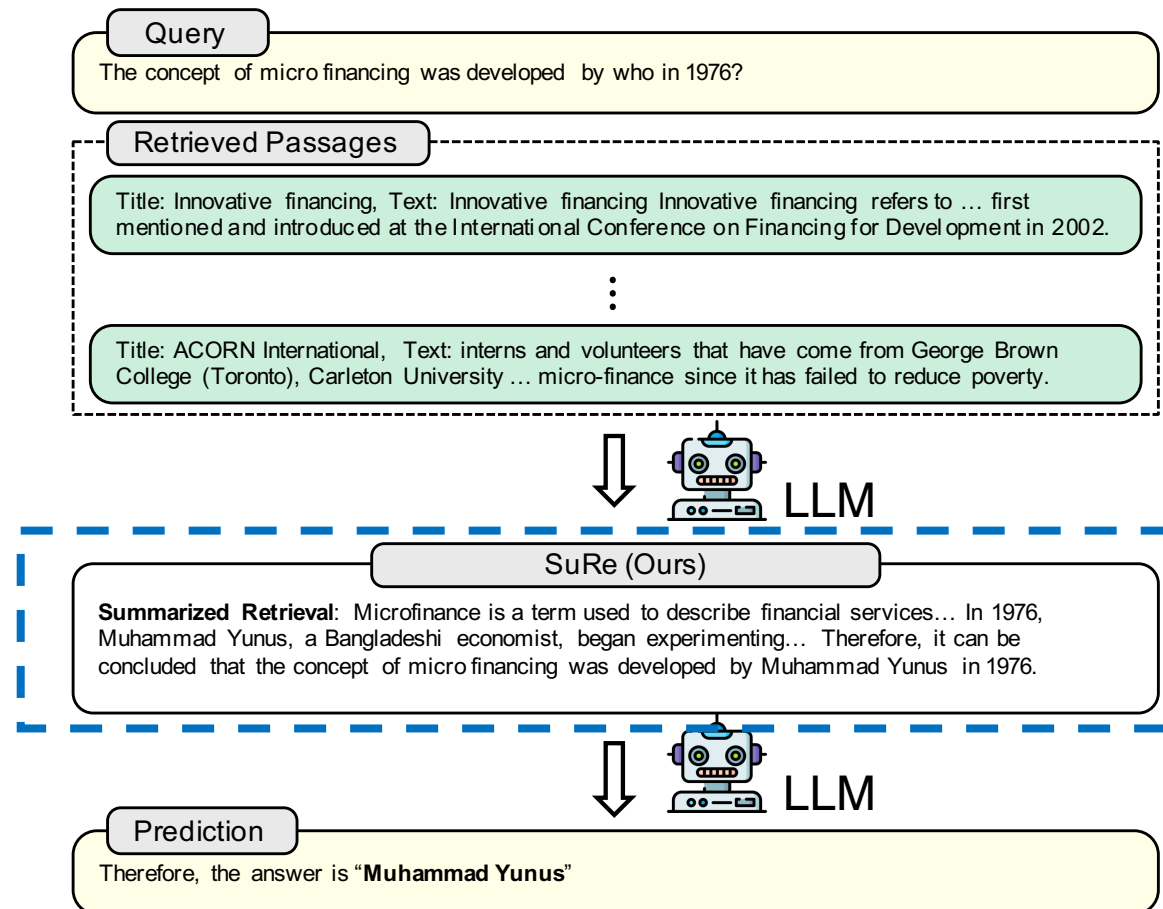 Query
The concept of micro financing was developed by who in 1976?
Retrieved Passages
Title: Innovative financing, Text: Innovative financing Innovative financing refers to … first
mentioned and introduced at the International Conference on Financing for Development in 2002.
⋮
Title: ACORN International, Text: interns and volunteers that have come from George Brown
College (Toronto), Carleton University … micro-finance since it has failed to reduce poverty.
LLM
SuRe (Ours)
Summarized Retrieval: Microfinance is a term used to describe financial services… In 1976,
Muhammad Yunus, a Bangladeshi economist, began experimenting… Therefore, it can be
concluded that the concept of micro financing was developed by Muhammad Yunus in 1976.
LLM
Prediction
Therefore, the answer is “Muhammad Yunus”